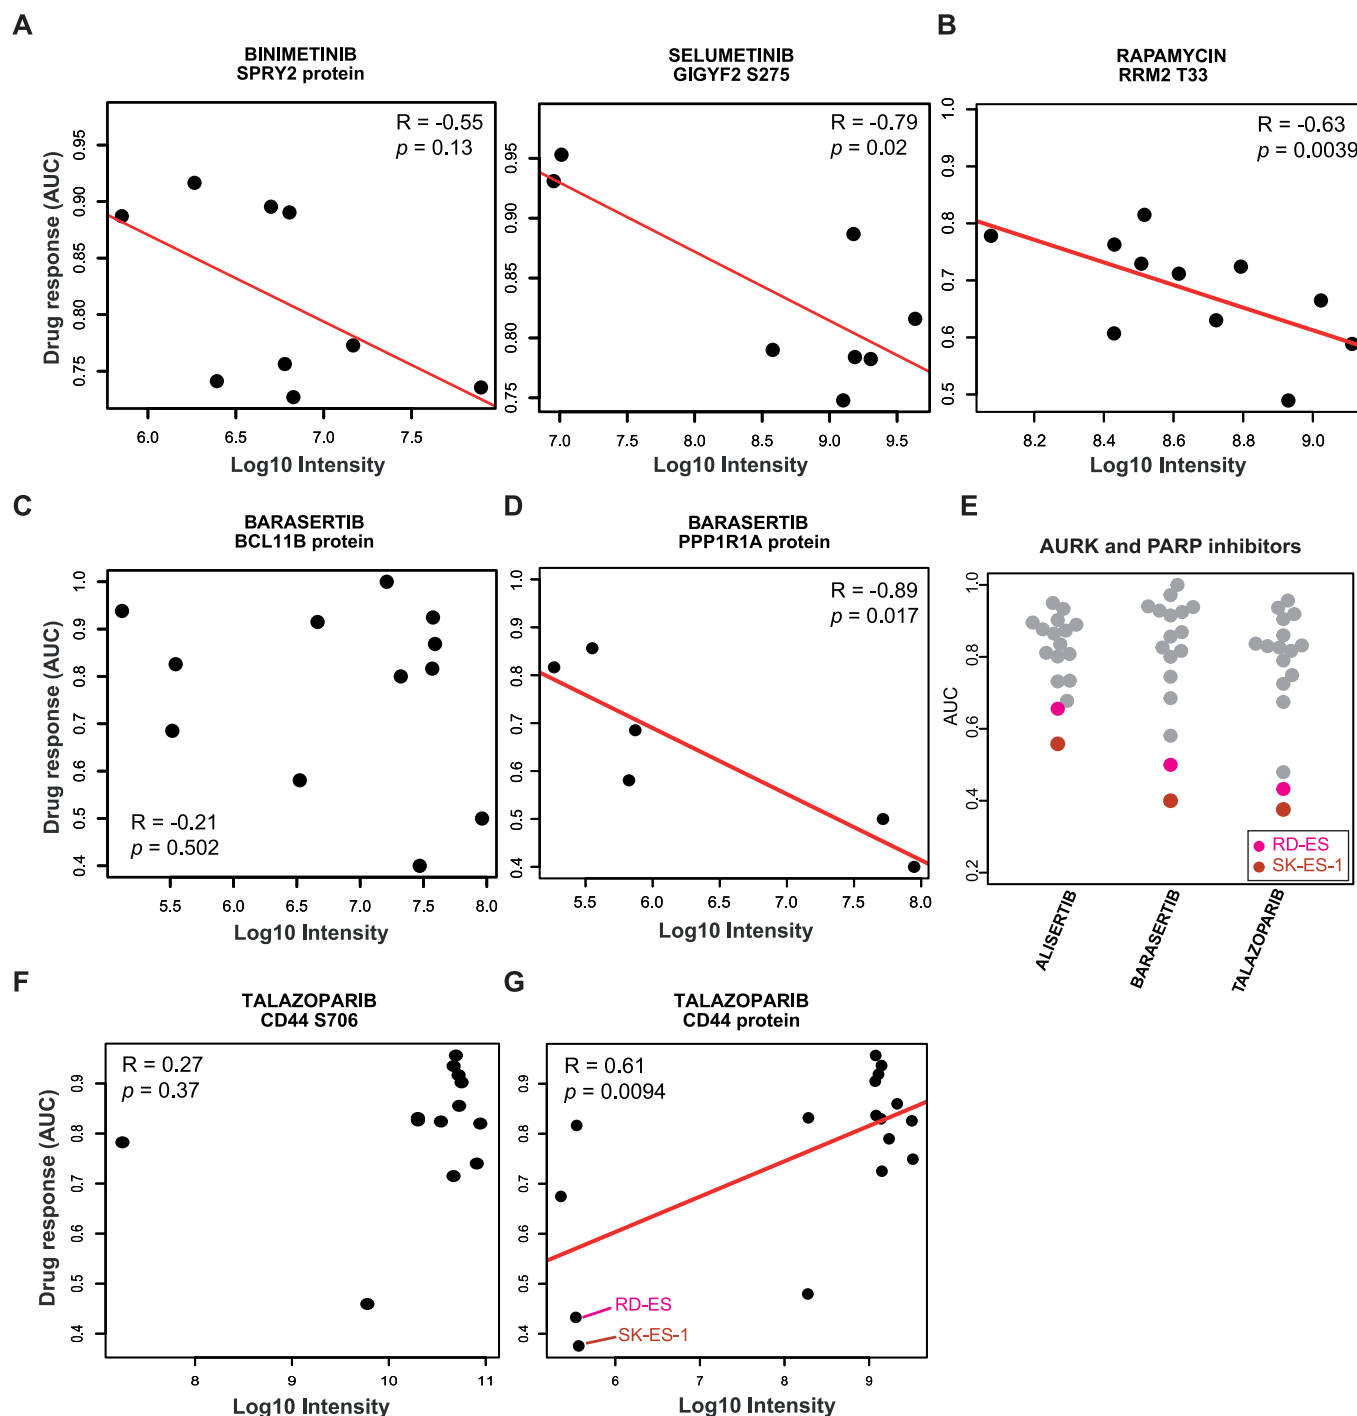 A
BINIMETINIB
SPRY2 protein
R = -0.55
p = 0.13
Drug response (AUC)
0.95
0.90
0.85
0.80
0.75
6.0 6.5 7.0 7.5
Log10 Intensity
SELUMETINIB
GIGYF2 S275
R = -0.79
p = 0.02
0.95
0.90
0.85
0.80
0.75
7.0 7.5 8.0 8.5 9.0 9.5
Log10 Intensity
B
RAPAMYCIN
RRM2 T33
R = -0.63
p = 0.0039
1.0
0.9
0.8
0.7
0.6
0.5
8.2 8.4 8.6 8.8 9.0
Log10 Intensity
C
BARASERTIB
BCL11B protein
Drug response (AUC)
1.0
0.9
0.8
0.7
0.6
0.5
0.4
R = -0.21
p = 0.502
5.5 6.0 6.5 7.0 7.5 8.0
Log10 Intensity
D
BARASERTIB
PPP1R1A protein
R = -0.89
p = 0.017
1.0
0.9
0.8
0.7
0.6
0.5
0.4
5.5 6.0 6.5 7.0 7.5 8.0
Log10 Intensity
E
AURK and PARP inhibitors
AUC
1.0
0.8
0.6
0.4
0.2
RD-ES
SK-ES-1
ALISERTIB
BARASERTIB
TALAZOPARIB
F
TALAZOPARIB
CD44 S706
R = 0.27
p = 0.37
Drug response (AUC)
0.9
0.8
0.7
0.6
0.5
0.4
8 9 10 11
Log10 Intensity
G
TALAZOPARIB
CD44 protein
R = 0.61
p = 0.0094
0.9
0.8
0.7
0.6
0.5
0.4
RD-ES
SK-ES-1
6 7 8 9
Log10 Intensity